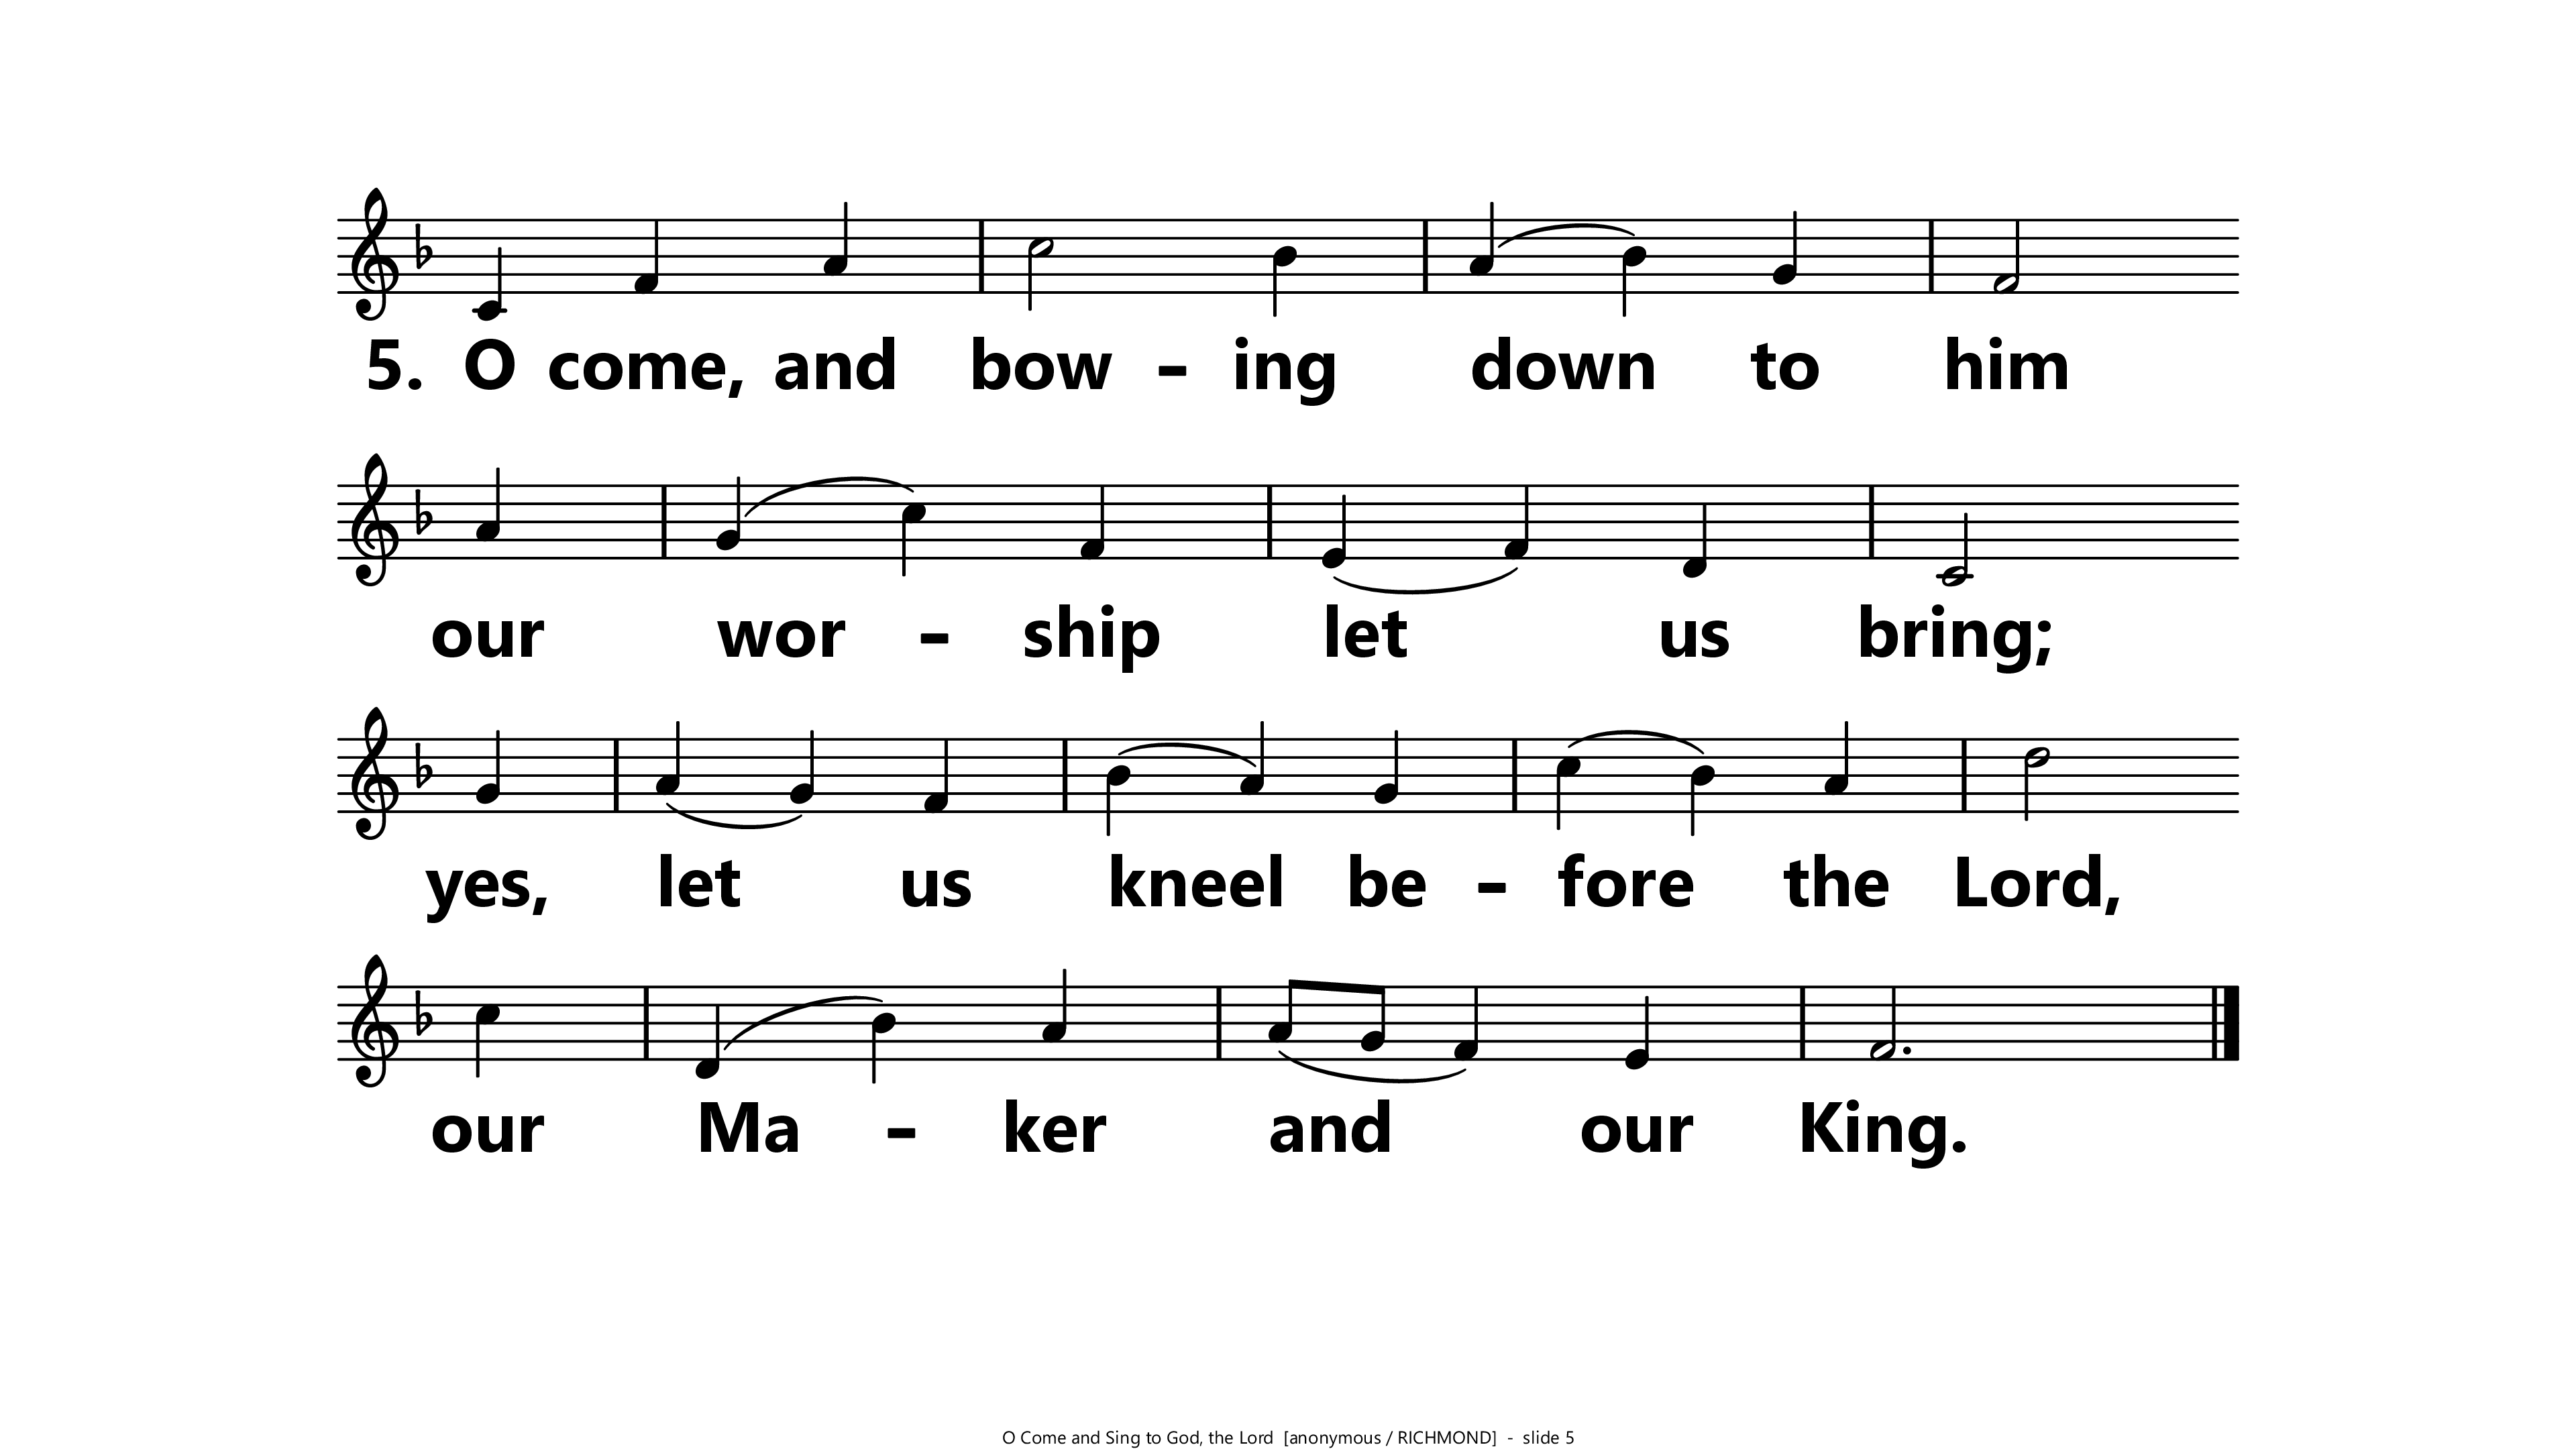 5. O come, and bow - ing down to him
our wor - ship let us bring;
yes, let us kneel be - fore the Lord,
our Ma - ker and our King.
O Come and Sing to God, the Lord [anonymous / RICHMOND] - slide 5